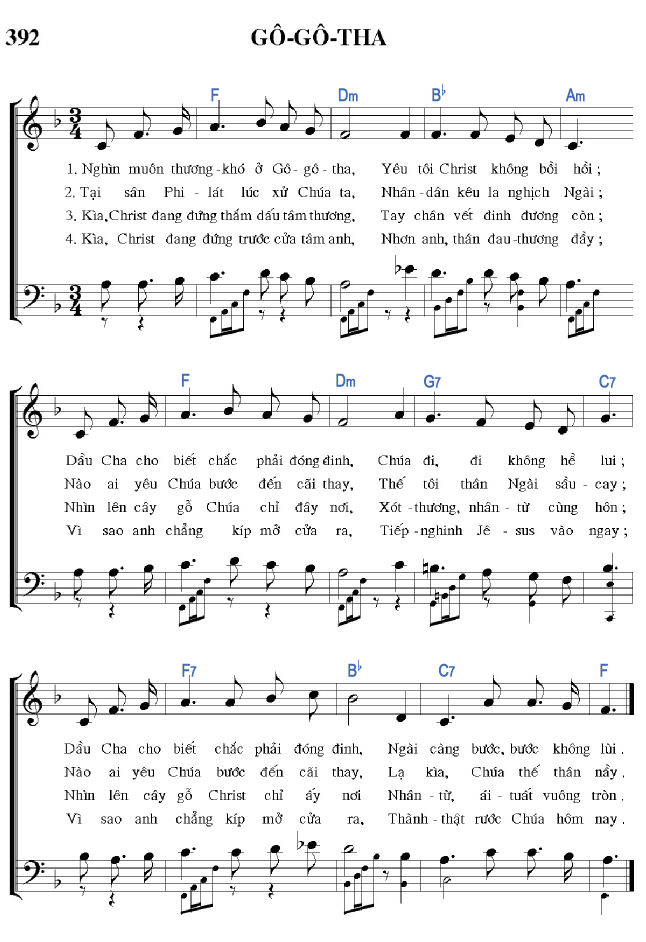 392 GÔ-GÔ-THA
F Dm B♭ Am
1. Nghìn muôn thương-khó ở Gô-gô-tha, Yêu tôi Christ không bồi hồi;
2. Tại sân Phi-lát lúc xử Chúa ta, Nhân-dân kêu la nghịch Ngài;
3. Kìa, Christ đang đứng thấm dấu tâm thương, Tay chân vết đinh đương còn;
4. Kìa, Christ đang đứng trước cửa tâm anh, Nhơn anh, thần đau-thương đầy;
F Dm G7 C7
Dầu Cha cho biết chắc phải đóng đinh, Chúa đi, đi không hề lui;
Nào ai yêu Chúa bước đến cãi thay, Thế tôi thân Ngài sầu-cay;
Nhìn lên cây gỗ Chúa chỉ đây nơi, Xót-thương, nhân-từ cùng hôn;
Vì sao anh chẳng kíp mở cửa ra, Tiếp-nghinh Jê-sus vào ngay;
F7 B♭ C7 F
Dầu Cha cho biết chắc phải đóng đinh, Ngài càng bước, bước không lùi.
Nào ai yêu Chúa bước đến cãi thay, Lạ kìa, Chúa thế thân nầy.
Nhìn lên cây gỗ Christ chỉ ấy nơi Nhân-từ, ái-tuất vuông tròn.
Vì sao anh chẳng kíp mở cửa ra, Thành-thật rước Chúa hôm nay.